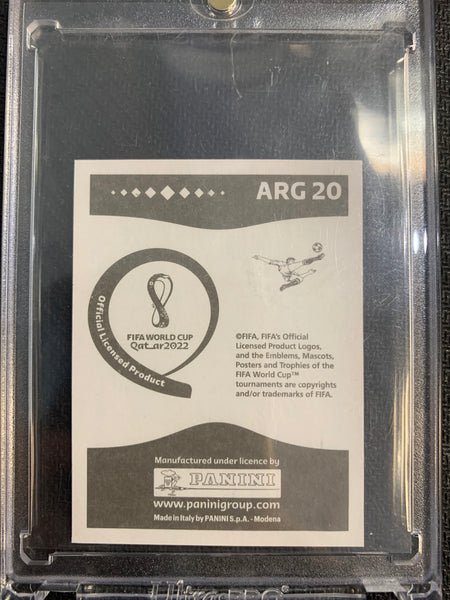 ARG 20
Official Licensed Product
FIFA WORLD CUP
Qatar2022
©FIFA, FIFA's Official
Licensed Product Logos,
and the Emblems, Mascots,
Posters and Trophies of the
FIFA World Cup™
tournaments are copyrights
and/or trademarks of FIFA.
Manufactured under licence by
PANINI
www.paninigroup.com
Made in Italy by PANINI S.p.A. - Modena